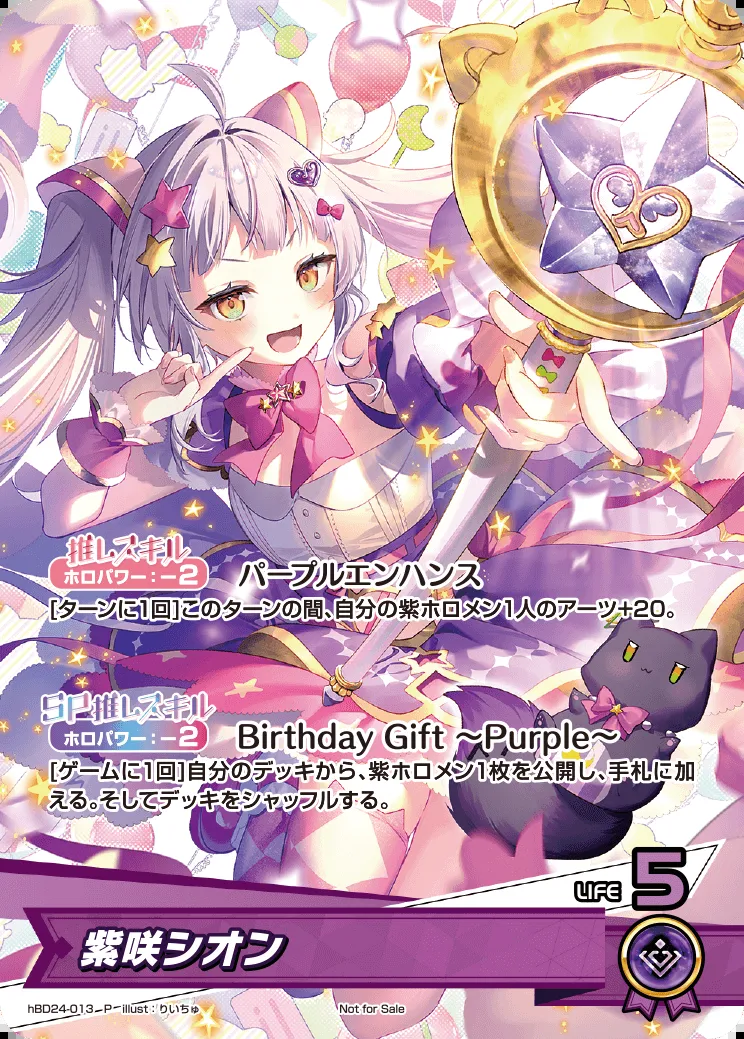 推しスキル
ホロパワー：－2
パープルエンハンス
[ターンに1回]このターンの間、自分の紫ホロメン1人のアーツ+20。
SP推しスキル
ホロパワー：－2
Birthday Gift ～Purple～
[ゲームに1回]自分のデッキから、紫ホロメン1枚を公開し、手札に加
える。そしてデッキをシャッフルする。
LIFE 5
紫咲シオン
hBD24-013 P illust：りいちゅ
Not for Sale